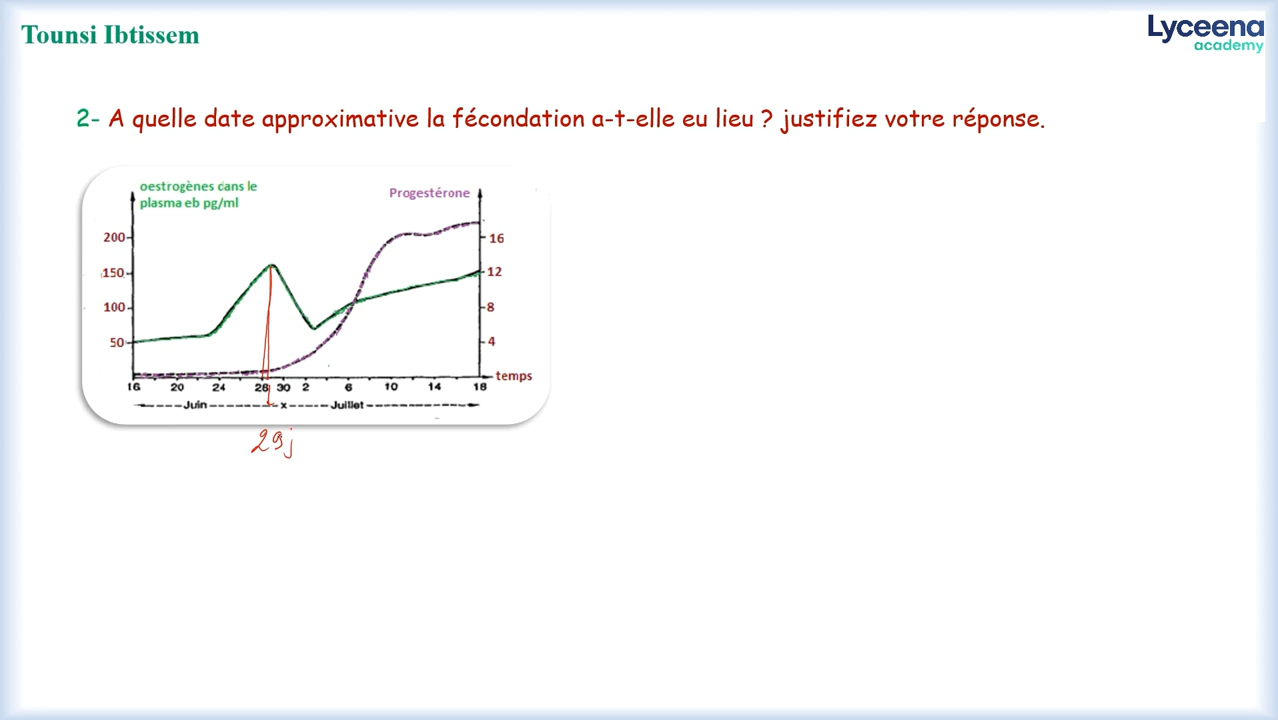 Tounsi Ibtissem
Lyceena
academy
2- A quelle date approximative la fécondation a-t-elle eu lieu ? justifiez votre réponse.
oestrogènes dans le
plasma eb pg/ml
Progestérone
200
150
100
50
16
12
8
4
temps
16 20 24 28 30 2 6 10 14 18
Juin x Juillet
29j